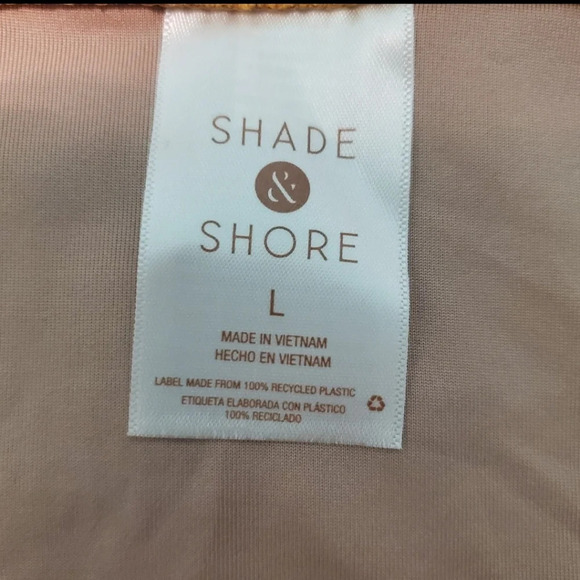 SHADE
&
SHORE
L
MADE IN VIETNAM
HECHO EN VIETNAM
LABEL MADE FROM 100% RECYCLED PLASTIC
ETIQUETA ELABORADA CON PLÁSTICO
100% RECICLADO